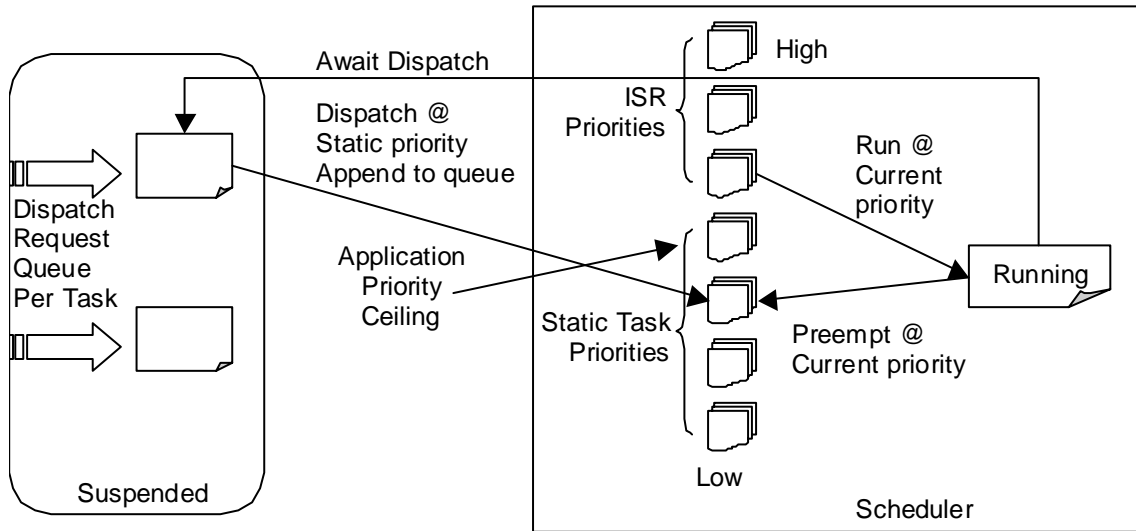 Await Dispatch
Dispatch @
Static priority
Append to queue
Dispatch
Request
Queue
Per Task
Suspended
Application
Priority
Ceiling
High
ISR
Priorities
Static Task
Priorities
Low
Run @
Current
priority
Running
Preempt @
Current priority
Scheduler